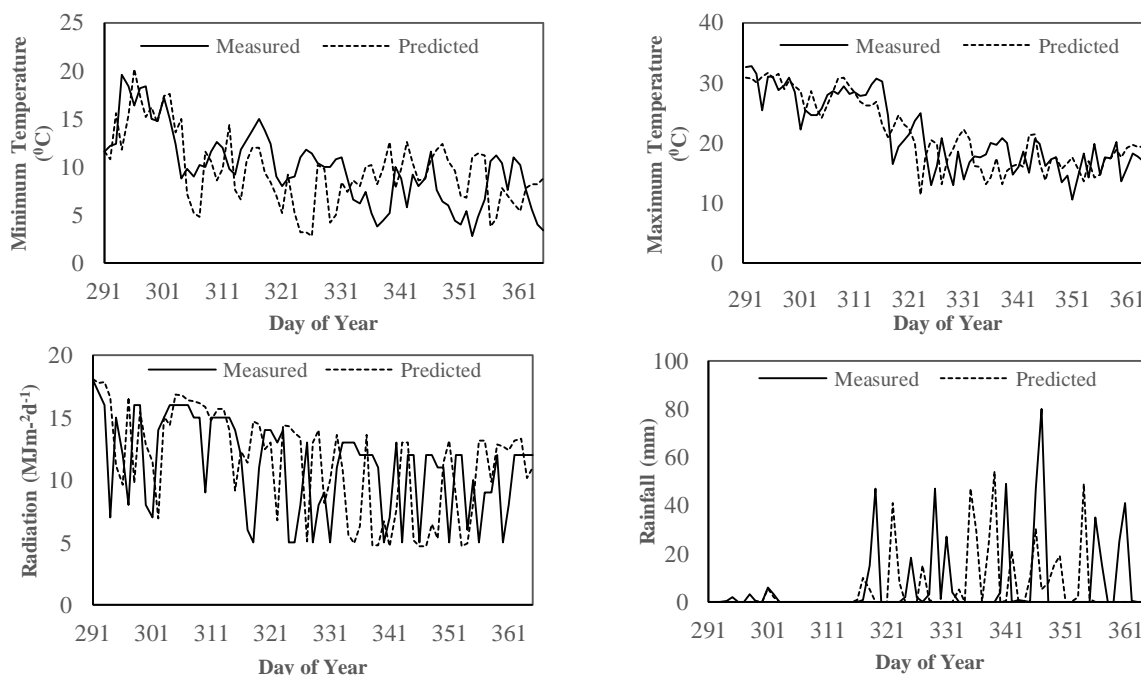 25
20
15
10
5
0
Measured
Predicted
Minimum Temperature
(⁰C)
291 301 311 321 331 341 351 361
Day of Year
40
30
20
10
0
Measured
Predicted
Maximum Temperature
(⁰C)
291 301 311 321 331 341 351 361
Day of Year
20
15
10
5
0
Measured
Predicted
Radiation (MJm-²d⁻¹)
291 301 311 321 331 341 351 361
Day of Year
100
80
60
40
20
0
Measured
Predicted
Rainfall (mm)
291 301 311 321 331 341 351 361
Day of Year